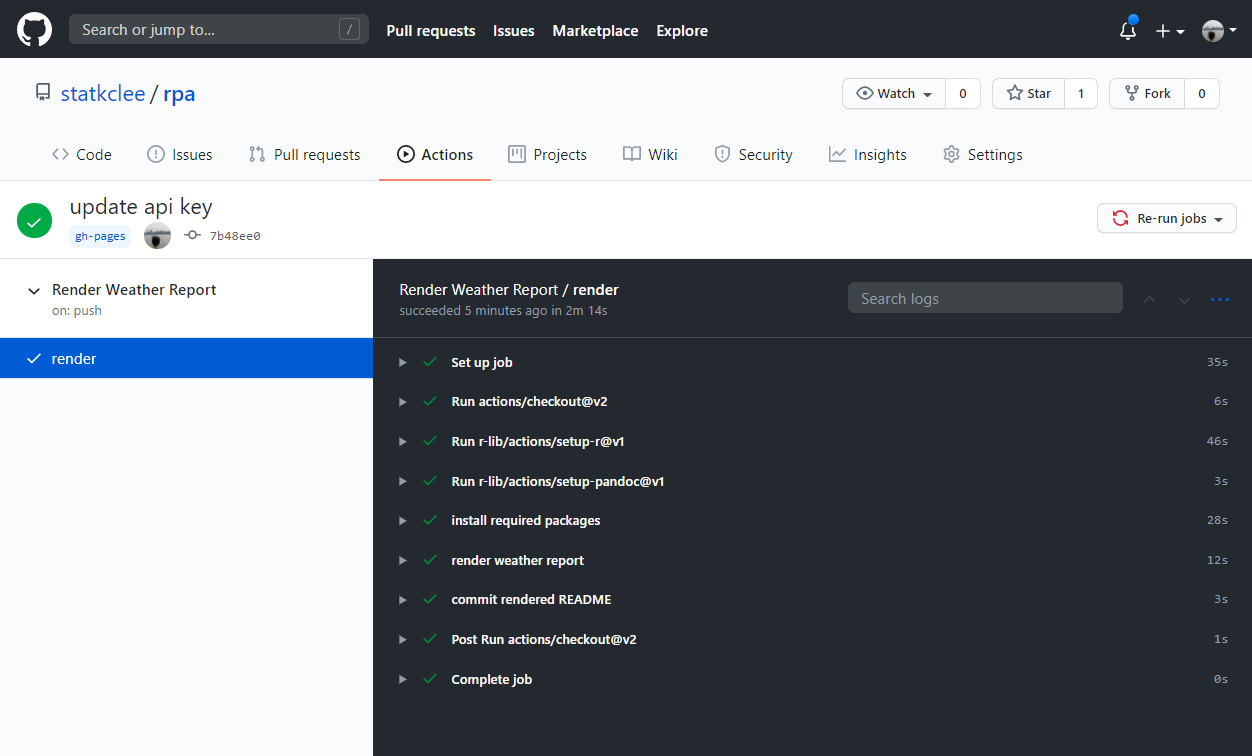 Search or jump to... / Pull requests Issues Marketplace Explore
statkclee / rpa Watch 0 Star 1 Fork 0
Code Issues Pull requests Actions Projects Wiki Security Insights Settings
update api key
gh-pages 7b48ee0 Re-run jobs
Render Weather Report
on: push
render
Render Weather Report / render
succeeded 5 minutes ago in 2m 14s
Search logs
Set up job 35s
Run actions/checkout@v2 6s
Run r-lib/actions/setup-r@v1 46s
Run r-lib/actions/setup-pandoc@v1 3s
install required packages 28s
render weather report 12s
commit rendered README 3s
Post Run actions/checkout@v2 1s
Complete job 0s